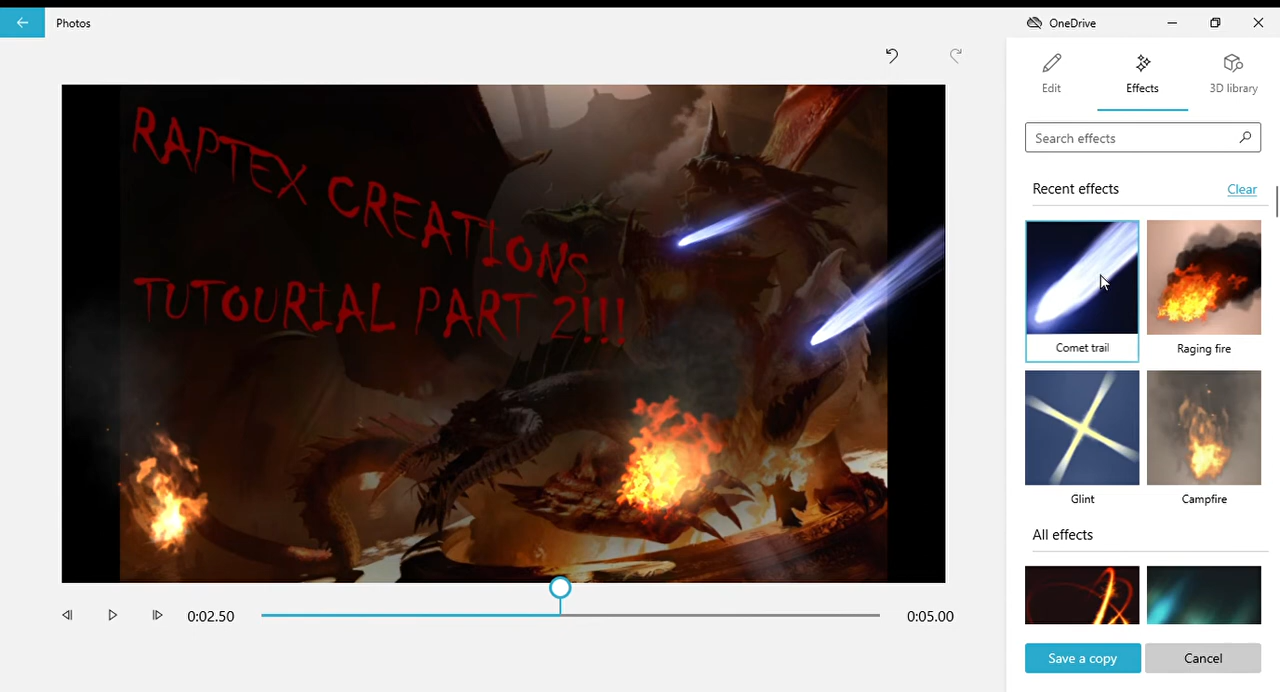 Photos
OneDrive
Edit
Effects
3D library
Search effects
RAPTEX CREATIONS
TUTOURIAL PART 2!!!
Recent effects
Clear
Comet trail
Raging fire
Glint
Campfire
All effects
0:02.50
0:05.00
Save a copy
Cancel